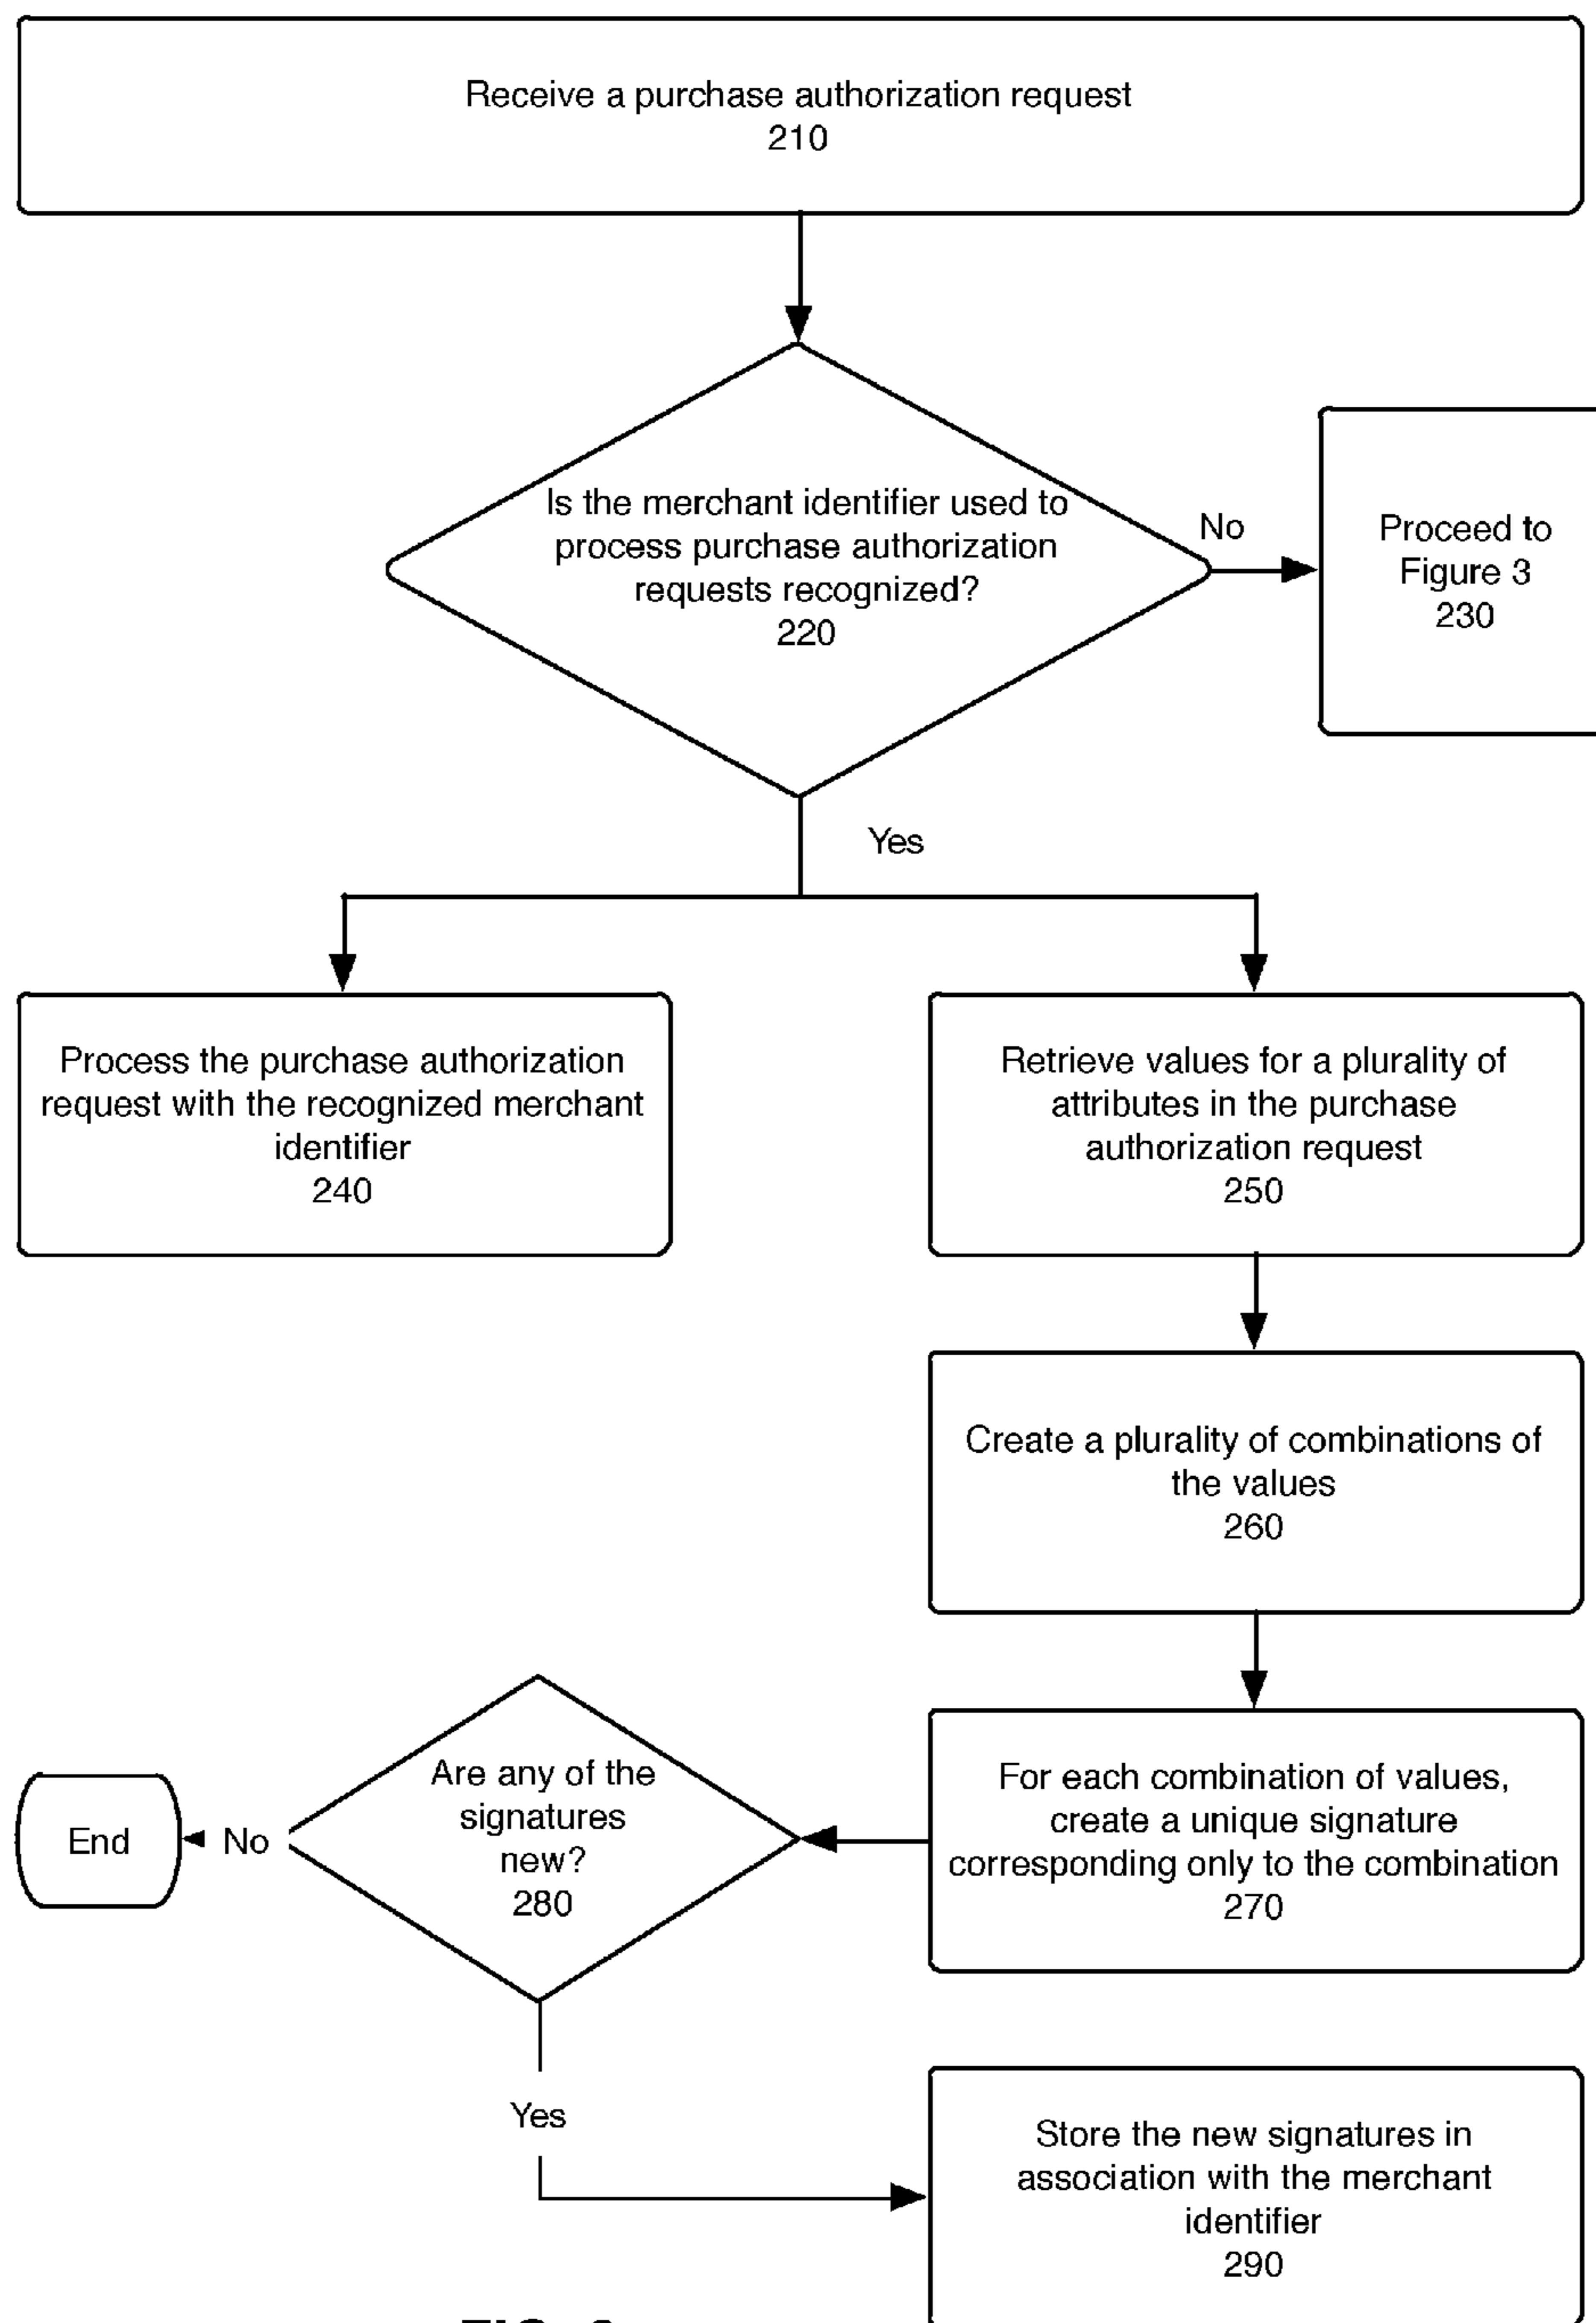 Receive a purchase authorization request
210
Is the merchant identifier used to
process purchase authorization
requests recognized?
220
No
Proceed to
Figure 3
230
Yes
Process the purchase authorization
request with the recognized merchant
identifier
240
Retrieve values for a plurality of
attributes in the purchase
authorization request
250
Create a plurality of combinations of
the values
260
For each combination of values,
create a unique signature
corresponding only to the combination
270
Are any of the
signatures
new?
280
No
End
Yes
Store the new signatures in
association with the merchant
identifier
290